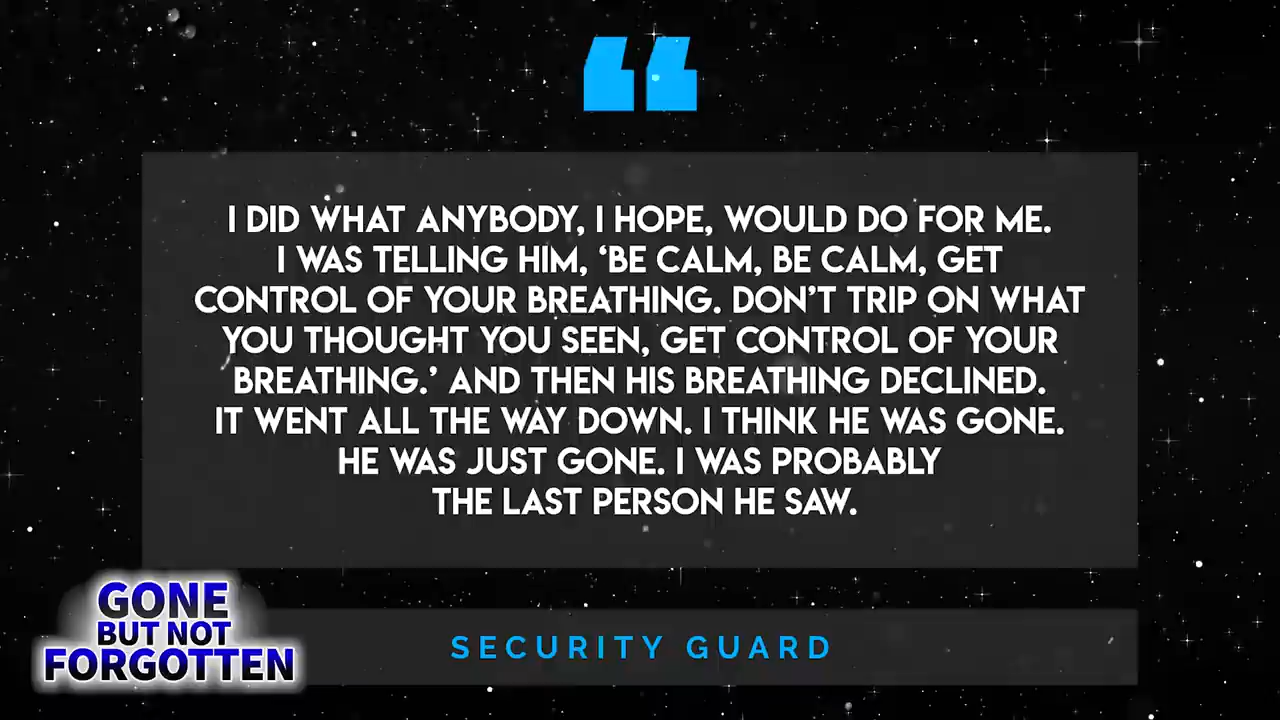 “
I DID WHAT ANYBODY, I HOPE, WOULD DO FOR ME.
I WAS TELLING HIM, ‘BE CALM, BE CALM, GET
CONTROL OF YOUR BREATHING. DON’T TRIP ON WHAT
YOU THOUGHT YOU SEEN, GET CONTROL OF YOUR
BREATHING.’ AND THEN HIS BREATHING DECLINED.
IT WENT ALL THE WAY DOWN. I THINK HE WAS GONE.
HE WAS JUST GONE. I WAS PROBABLY
THE LAST PERSON HE SAW.
SECURITY GUARD
GONE
BUT NOT
FORGOTTEN